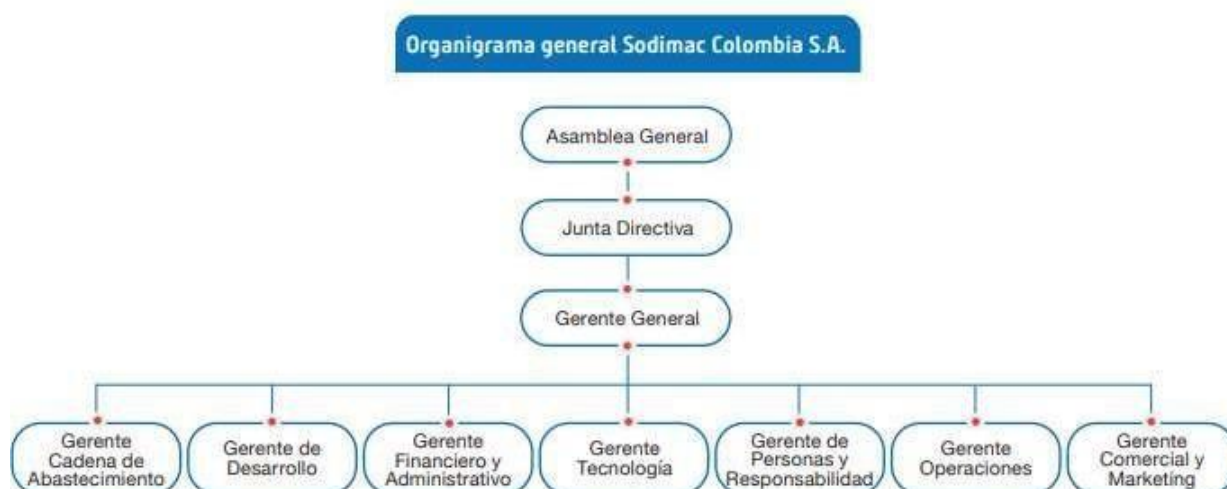 Organigrama general Sodimac Colombia S.A.
Asamblea General
Junta Directiva
Gerente General
Gerente
Cadena de
Abastecimiento
Gerente de
Desarrollo
Gerente
Financiero y
Administrativo
Gerente
Tecnología
Gerente de
Personas y
Responsabilidad
Gerente
Operaciones
Gerente
Comercial y
Marketing